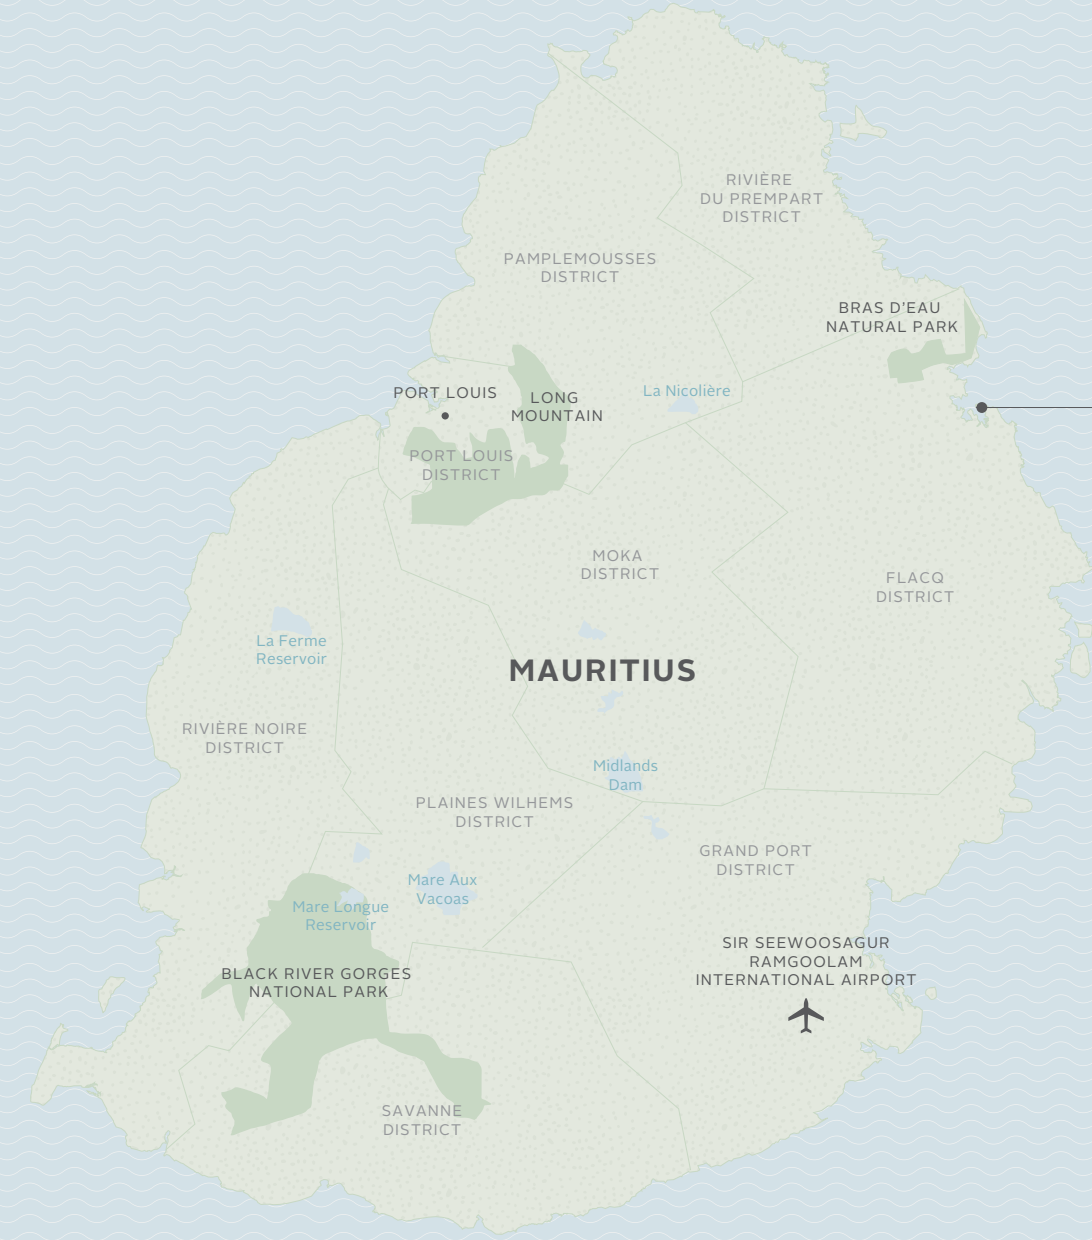 RIVIÈRE
DU PREMPART
DISTRICT
PAMPLEMOUSSES
DISTRICT
BRAS D'EAU
NATURAL PARK
PORT LOUIS
LONG
MOUNTAIN
La Nicolière
PORT LOUIS
DISTRICT
MOKA
DISTRICT
FLACQ
DISTRICT
La Ferme
Reservoir
MAURITIUS
RIVIÈRE NOIRE
DISTRICT
Midlands
Dam
PLAINES WILHEMS
DISTRICT
GRAND PORT
DISTRICT
Mare Aux
Vacoas
Mare Longue
Reservoir
SIR SEEWOOSAGUR
RAMGOOLAM
INTERNATIONAL AIRPORT
BLACK RIVER GORGES
NATIONAL PARK
SAVANNE
DISTRICT